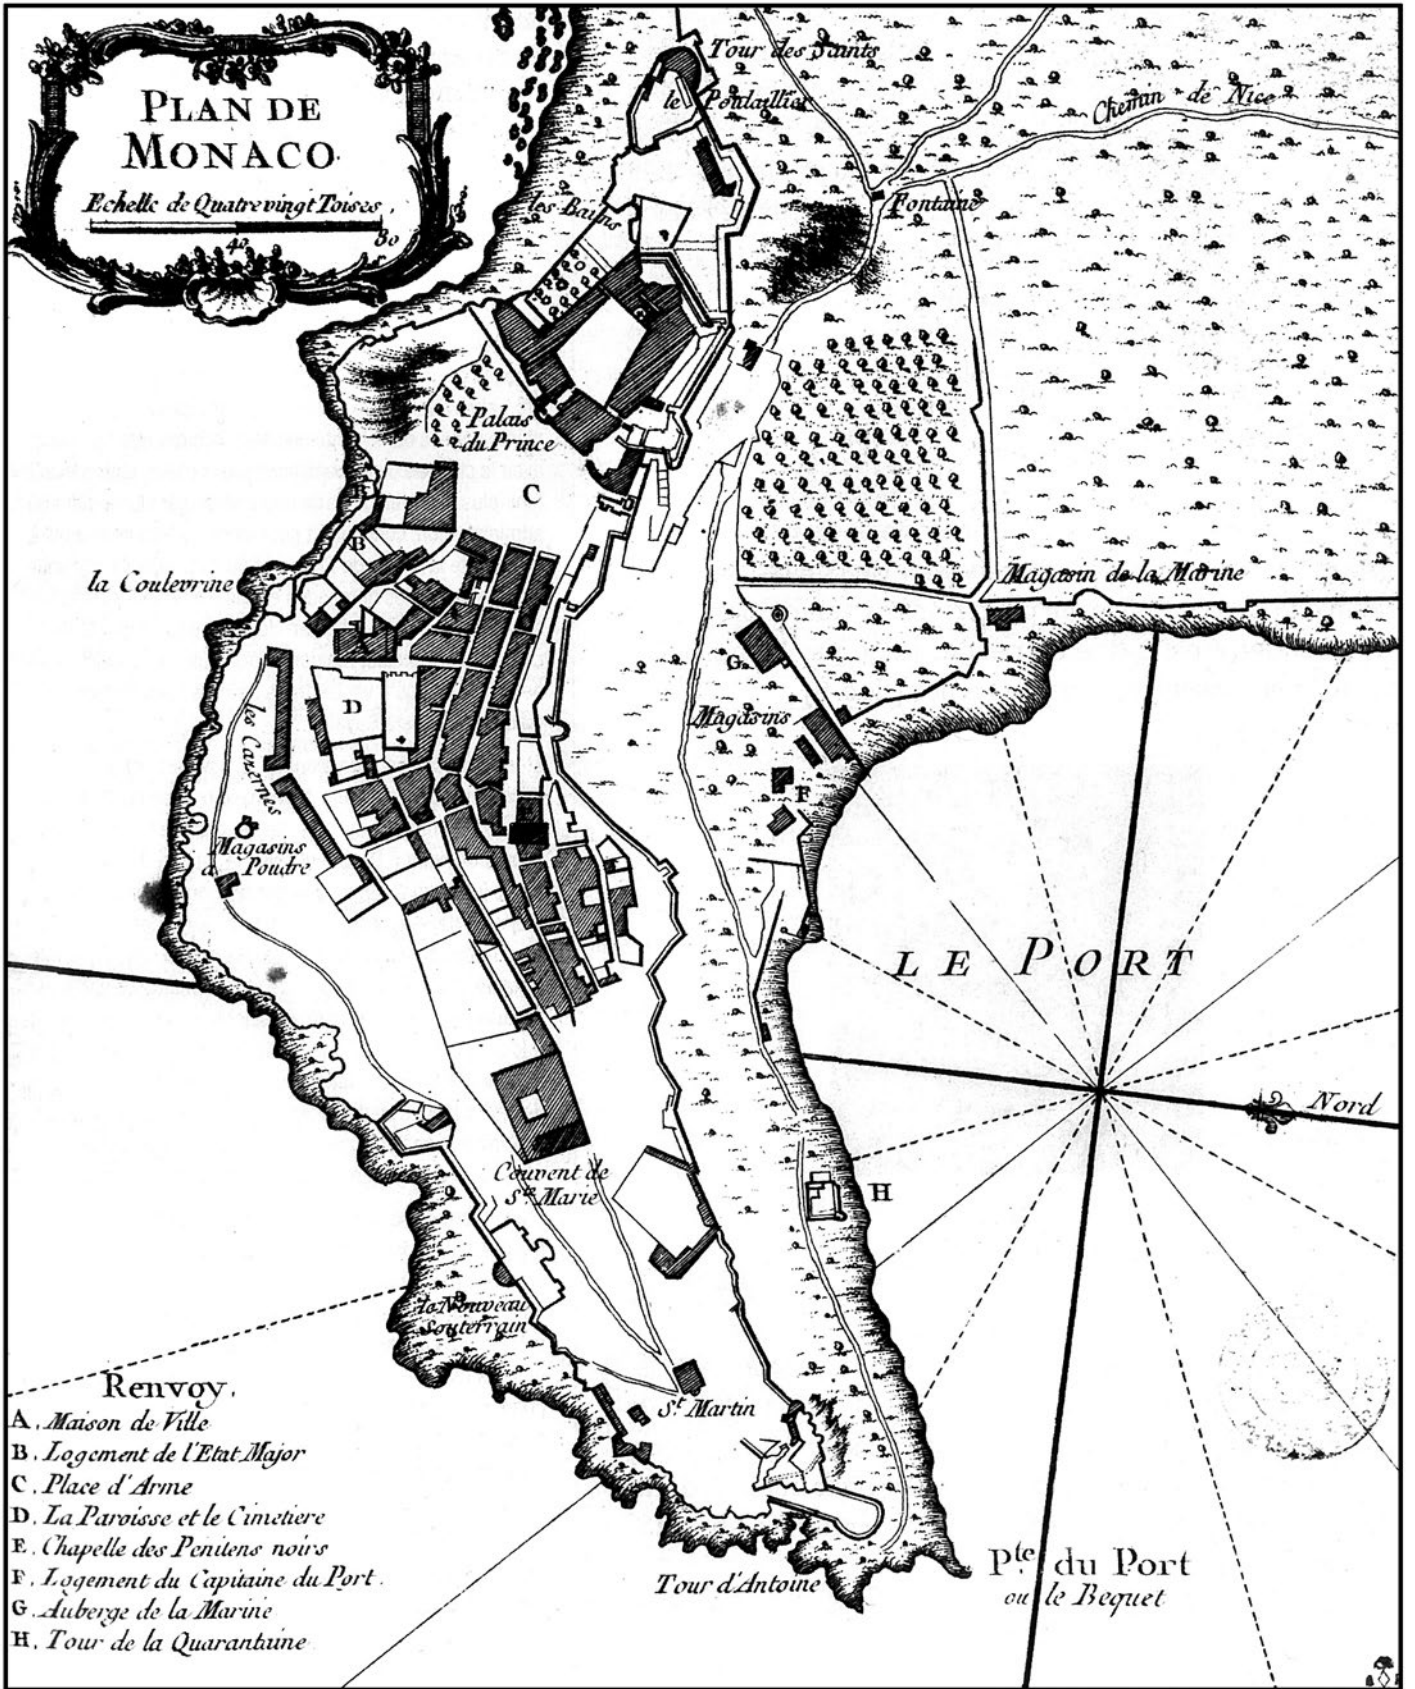 PLAN DE
MONACO.
Echelle de Quatrevingt Toises.
40
80
Tour des Saints
le Poulaillier
Chemin de Nice
les Bains
Fontaine
Palais
du Prince
C
B
B
la Coulevrine
Magasin de la Marine
A
G
D
Magasins
les Casernes
F
Magasins
a Poudre
LE PORT
Nord
Couvent de
Ste. Marie
H
le Nouveau
Souterrain
St. Martin
Renvoy.
A. Maison de Ville
B. Logement de l'Etat Major
C. Place d'Arme
D. La Paroisse et le Cimetiere
E. Chapelle des Penitens noirs
F. Logement du Capitaine du Port.
G. Auberge de la Marine
H. Tour de la Quarantaine
Tour d'Antoine
Pte. du Port
ou le Bequet